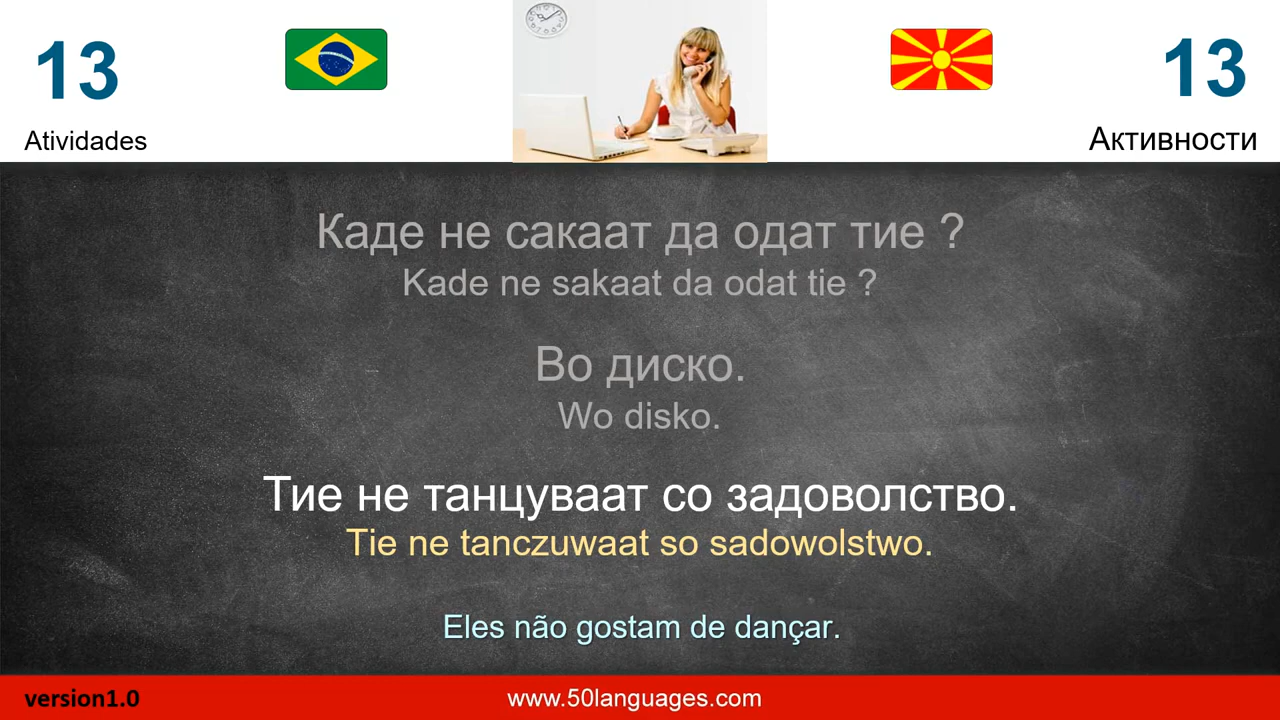 13
13
Atividades
Активности
Каде не сакаат да одат тие ?
Kade ne sakaat da odat tie ?
Во диско.
Wo disko.
Тие не танцуваат со задоволство.
Tie ne tanczuwaat so sadowolstwo.
Eles não gostam de dançar.
version1.0
www.50languages.com